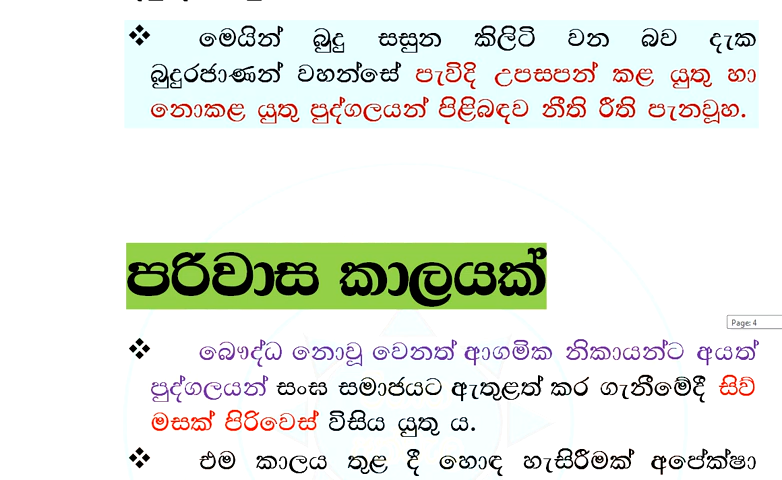 ❖ මෙයින් බුදු සසුන කිලිටි වන බව දැක
බුදුරජාණන් වහන්සේ පැවිදි උපසපන් කළ යුතු හා
නොකළ යුතු පුද්ගලයන් පිළිබඳව නීති රීති පැනවූහ.
පරිවාස කාලයක්
Page: 4
❖ බෞද්ධ නොවූ වෙනත් ආගමික නිකායන්ට අයත්
පුද්ගලයන් සංඝ සමාජයට ඇතුළත් කර ගැනීමේදී සිව්
මසක් පිරිවෙස් විසිය යුතු ය.
❖ එම කාලය තුළ දී හොඳ හැසිරීමක් අපේක්ෂා